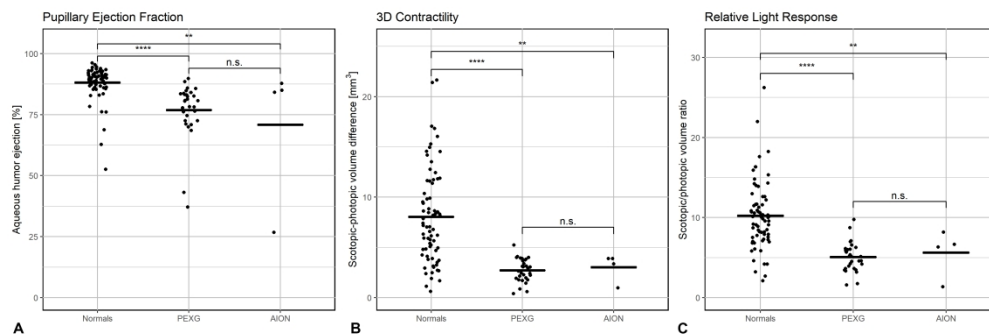 Pupillary Ejection Fraction
Aqueous humor ejection [%]
100
75
50
25
0
**
****
n.s.
Normals
PEXG
AION
A
3D Contractility
Scotopic-photopic volume difference [mm³]
20
10
0
**
****
n.s.
Normals
PEXG
AION
B
Relative Light Response
Scotopic/photopic volume ratio
30
20
10
0
**
****
n.s.
Normals
PEXG
AION
C